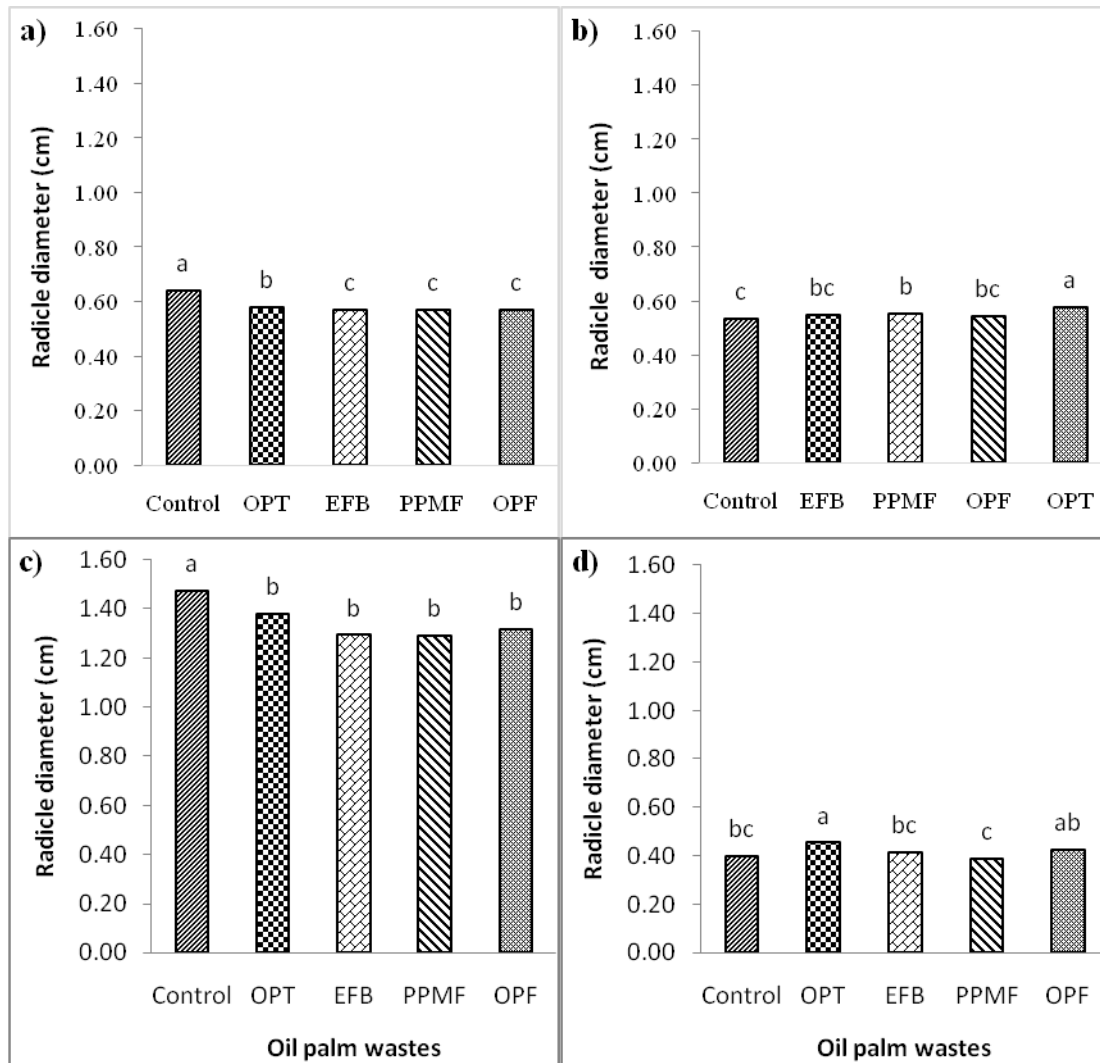 a)
Radicle diameter (cm)
1.60
1.40
1.20
1.00
0.80
0.60
0.40
0.20
0.00
a b c c c
Control OPT EFB PPMF OPF
b)
Radicle diameter (cm)
1.60
1.40
1.20
1.00
0.80
0.60
0.40
0.20
0.00
c bc b bc a
Control EFB PPMF OPF OPT
c)
Radicle diameter (cm)
1.60
1.40
1.20
1.00
0.80
0.60
0.40
0.20
0.00
a b b b b
Control OPT EFB PPMF OPF
Oil palm wastes
d)
Radicle diameter (cm)
1.60
1.40
1.20
1.00
0.80
0.60
0.40
0.20
0.00
bc a bc c ab
Control OPT EFB PPMF OPF
Oil palm wastes